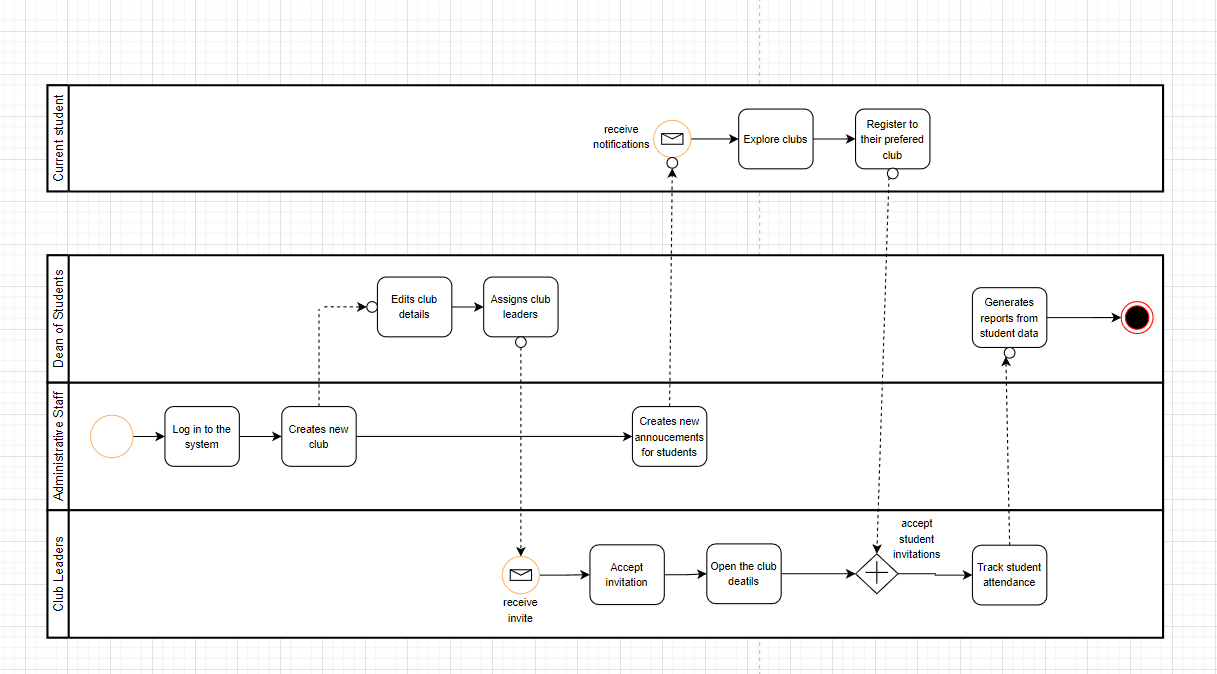 Current student
receive
notifications
Explore clubs
Register to
their prefered
club
Dean of Students
Edits club
details
Assigns club
leaders
Generates
reports from
student data
Administrative Staff
Log in to the
system
Creates new
club
Creates new
annoucements
for students
Club Leaders
receive
invite
Accept
invitation
Open the club
deatils
accept
student
invitations
Track student
attendance